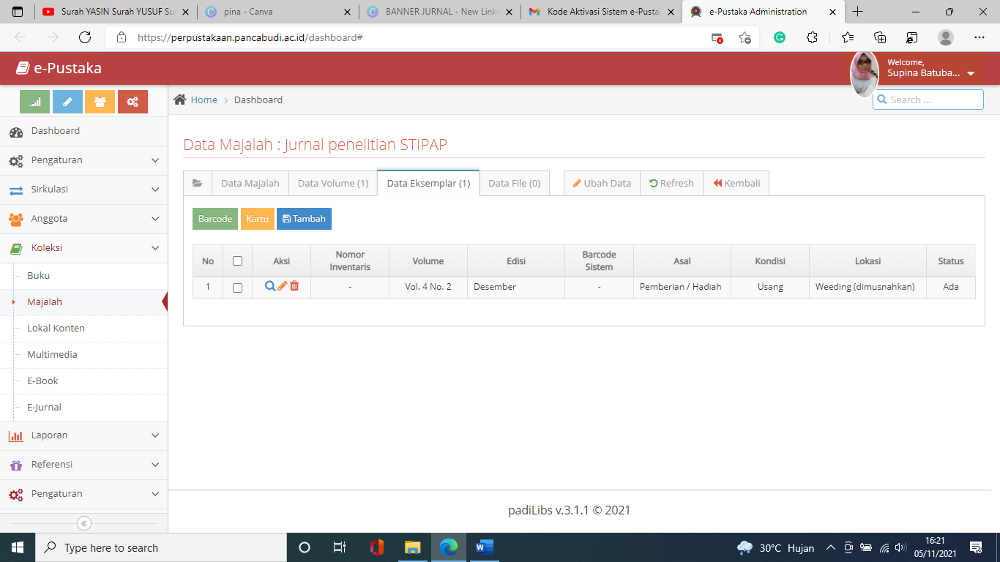 Surah YASIN Surah YUSUF Su
pina - Canva
BANNER JURNAL - New Linke
Kode Aktivasi Sistem e-Pustak
e-Pustaka Administration
https://perpustakaan.pancabudi.ac.id/dashboard#
e-Pustaka
Welcome,
Supina Batuba...
Home > Dashboard
Search ...
Dashboard
Pengaturan
Sirkulasi
Anggota
Koleksi
Buku
Majalah
Lokal Konten
Multimedia
E-Book
E-Jurnal
Laporan
Referensi
Pengaturan
Data Majalah : Jurnal penelitian STIPAP
Data Majalah Data Volume (1) Data Eksemplar (1) Data File (0) Ubah Data Refresh Kembali
Barcode Kartu Tambah
No Aksi Nomor Inventaris Volume Edisi Barcode Sistem Asal Kondisi Lokasi Status
1 - Vol. 4 No. 2 Desember - Pemberian / Hadiah Usang Weeding (dimusnahkan) Ada
padiLibs v.3.1.1 © 2021
Type here to search
30°C Hujan
16:21
05/11/2021